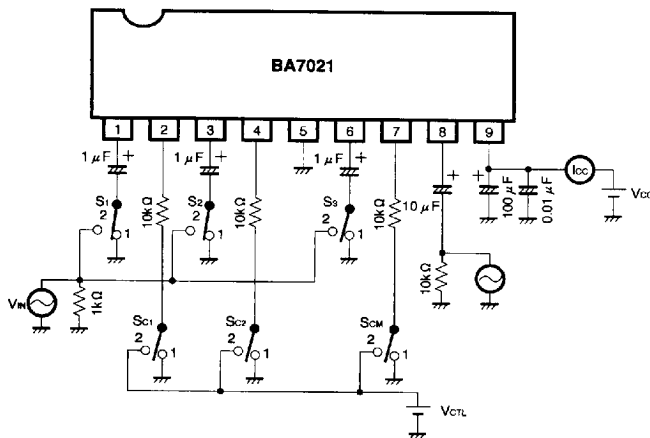 BA7021
1 2 3 4 5 6 7 8 9
1 μF + 1 μF + 1 μF + + + ICC
S1 10kΩ S2 10kΩ S3 10kΩ 10 μF 100 μF 0.01 μF VCC
2 1 2 1 2 1
VIN 1kΩ 10kΩ
SC1 SC2 SCM
2 1 2 1 2 1
VCTL